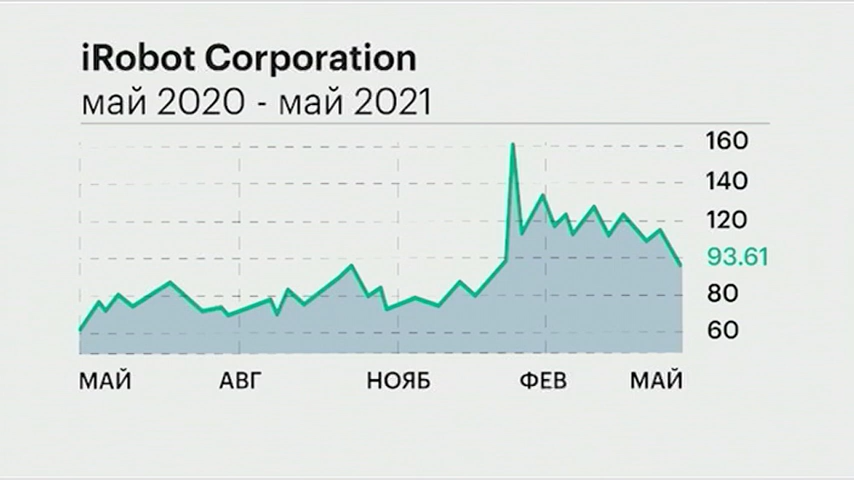 iRobot Corporation
май 2020 - май 2021
160
140
120
93.61
80
60
МАЙ АВГ НОЯБ ФЕВ МАЙ